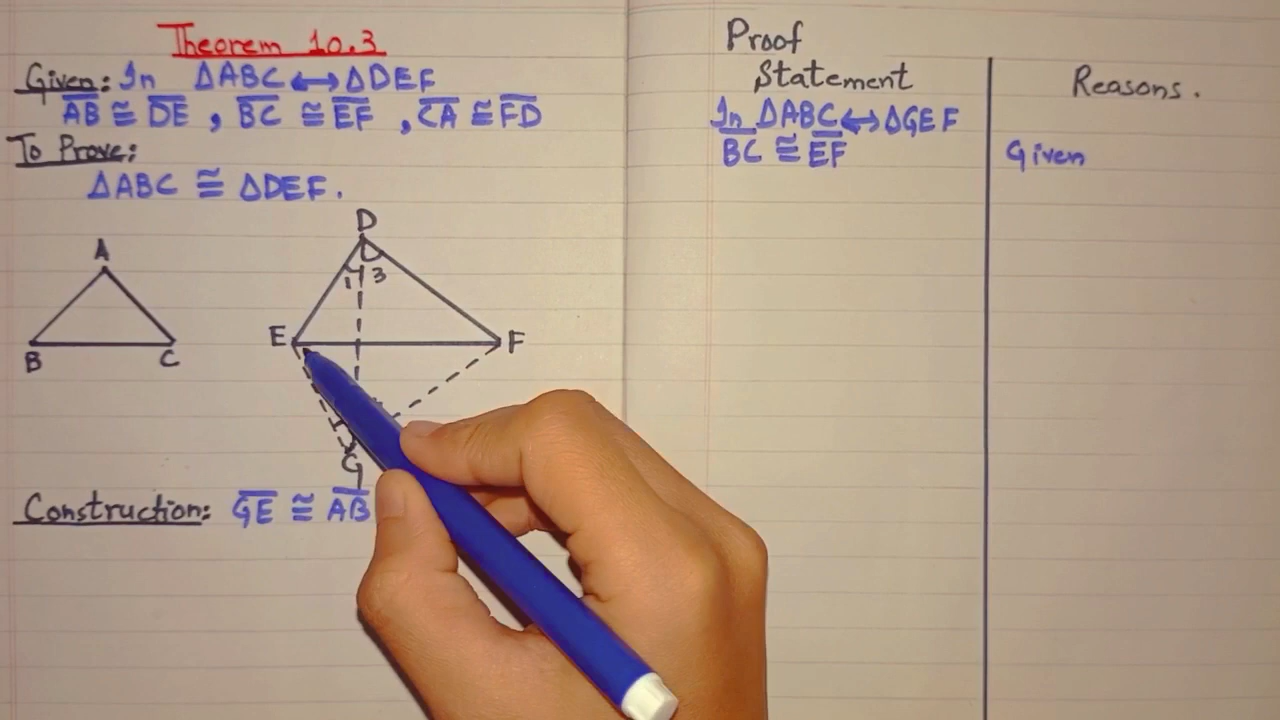 Theorem 10.3
Given: In ΔABC ↔ ΔDEF
AB ≅ DE , BC ≅ EF , CA ≅ FD
To Prove:
ΔABC ≅ ΔDEF.
A
B
C
D
1 3
E
F
G
Construction: GE ≅ AB
Proof
Statement
Reasons.
In ΔABC ↔ ΔGEF
BC ≅ EF
Given